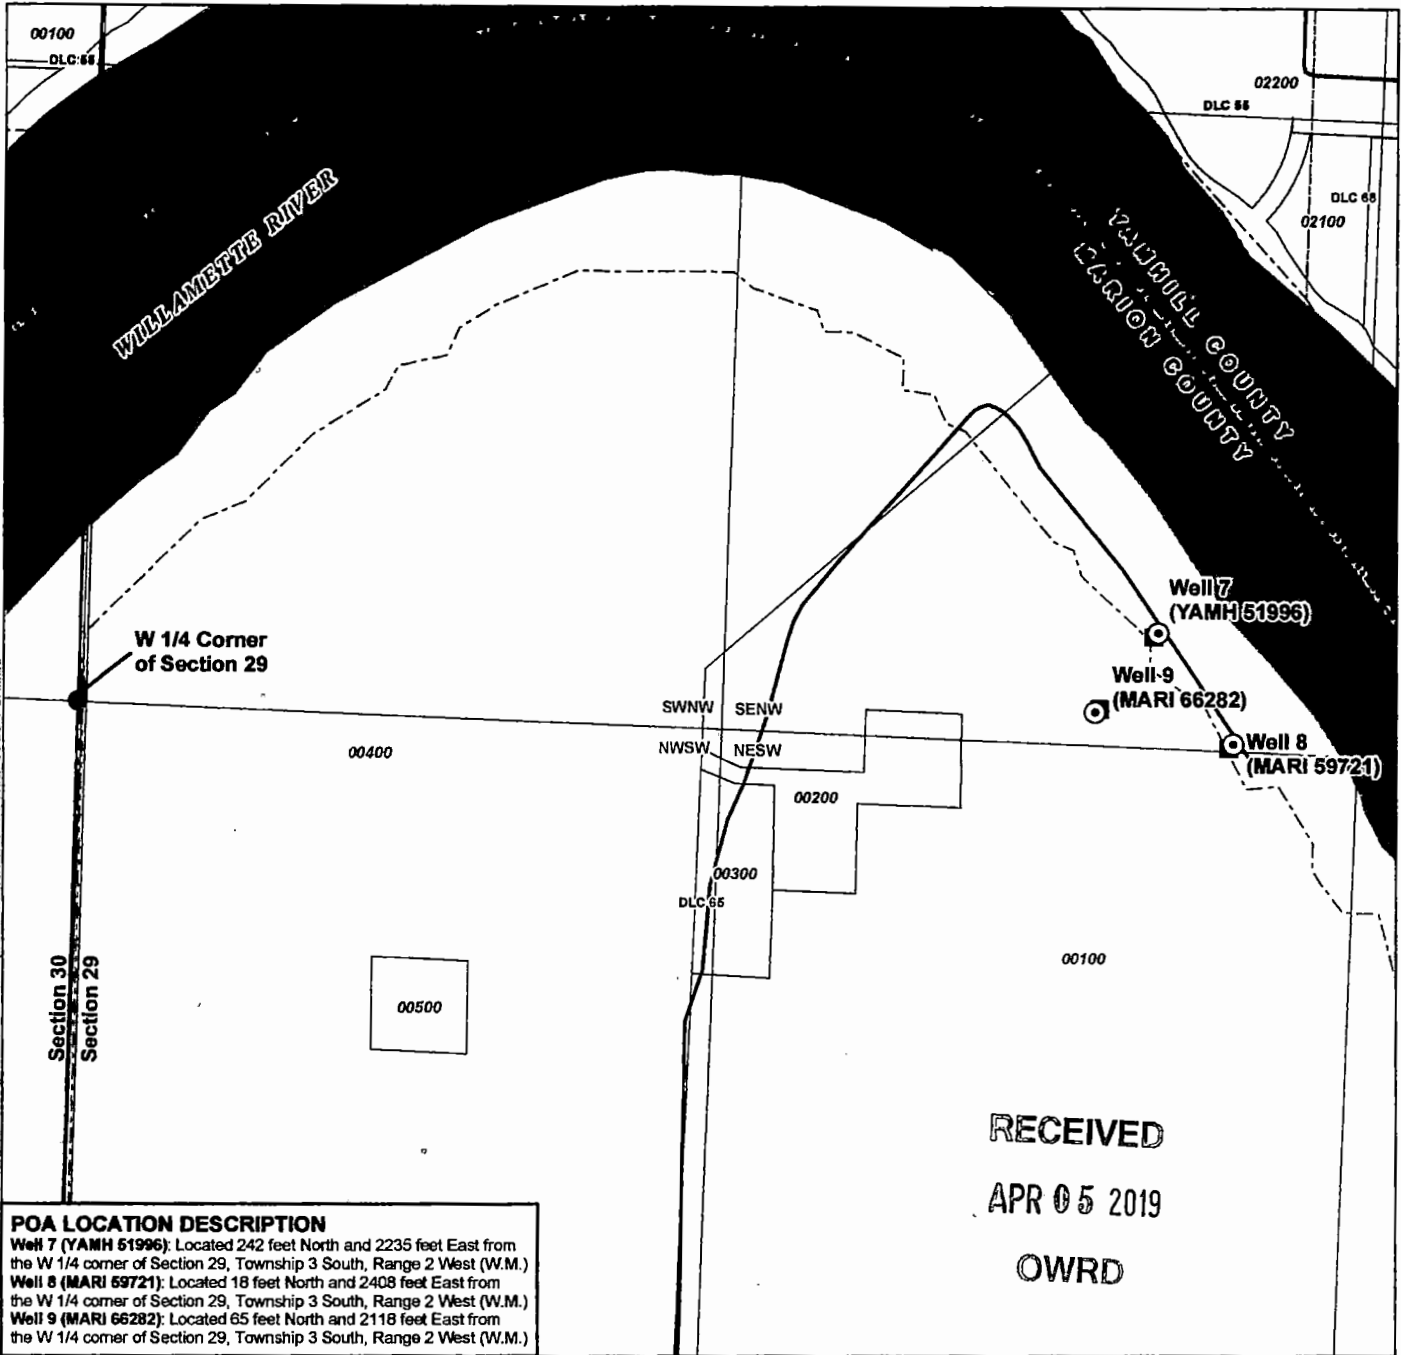 00100
DLC 55
02200
DLC 55
DLC 68
02100
WILLAMETTE RIVER
YAMHILL COUNTY
MARION COUNTY
Well 7
(YAMH 51996)
W 1/4 Corner
of Section 29
Well 9
(MARI 66282)
SWNW
SENW
NWSW
NESW
Well 8
(MARI 59721)
00400
00200
00300
DLC 65
00100
Section 30
Section 29
00500
RECEIVED
APR 05 2019
OWRD
POA LOCATION DESCRIPTION
Well 7 (YAMH 51996): Located 242 feet North and 2235 feet East from
the W 1/4 corner of Section 29, Township 3 South, Range 2 West (W.M.)
Well 8 (MARI 59721): Located 18 feet North and 2408 feet East from
the W 1/4 corner of Section 29, Township 3 South, Range 2 West (W.M.)
Well 9 (MARI 66282): Located 65 feet North and 2118 feet East from
the W 1/4 corner of Section 29, Township 3 South, Range 2 West (W.M.)